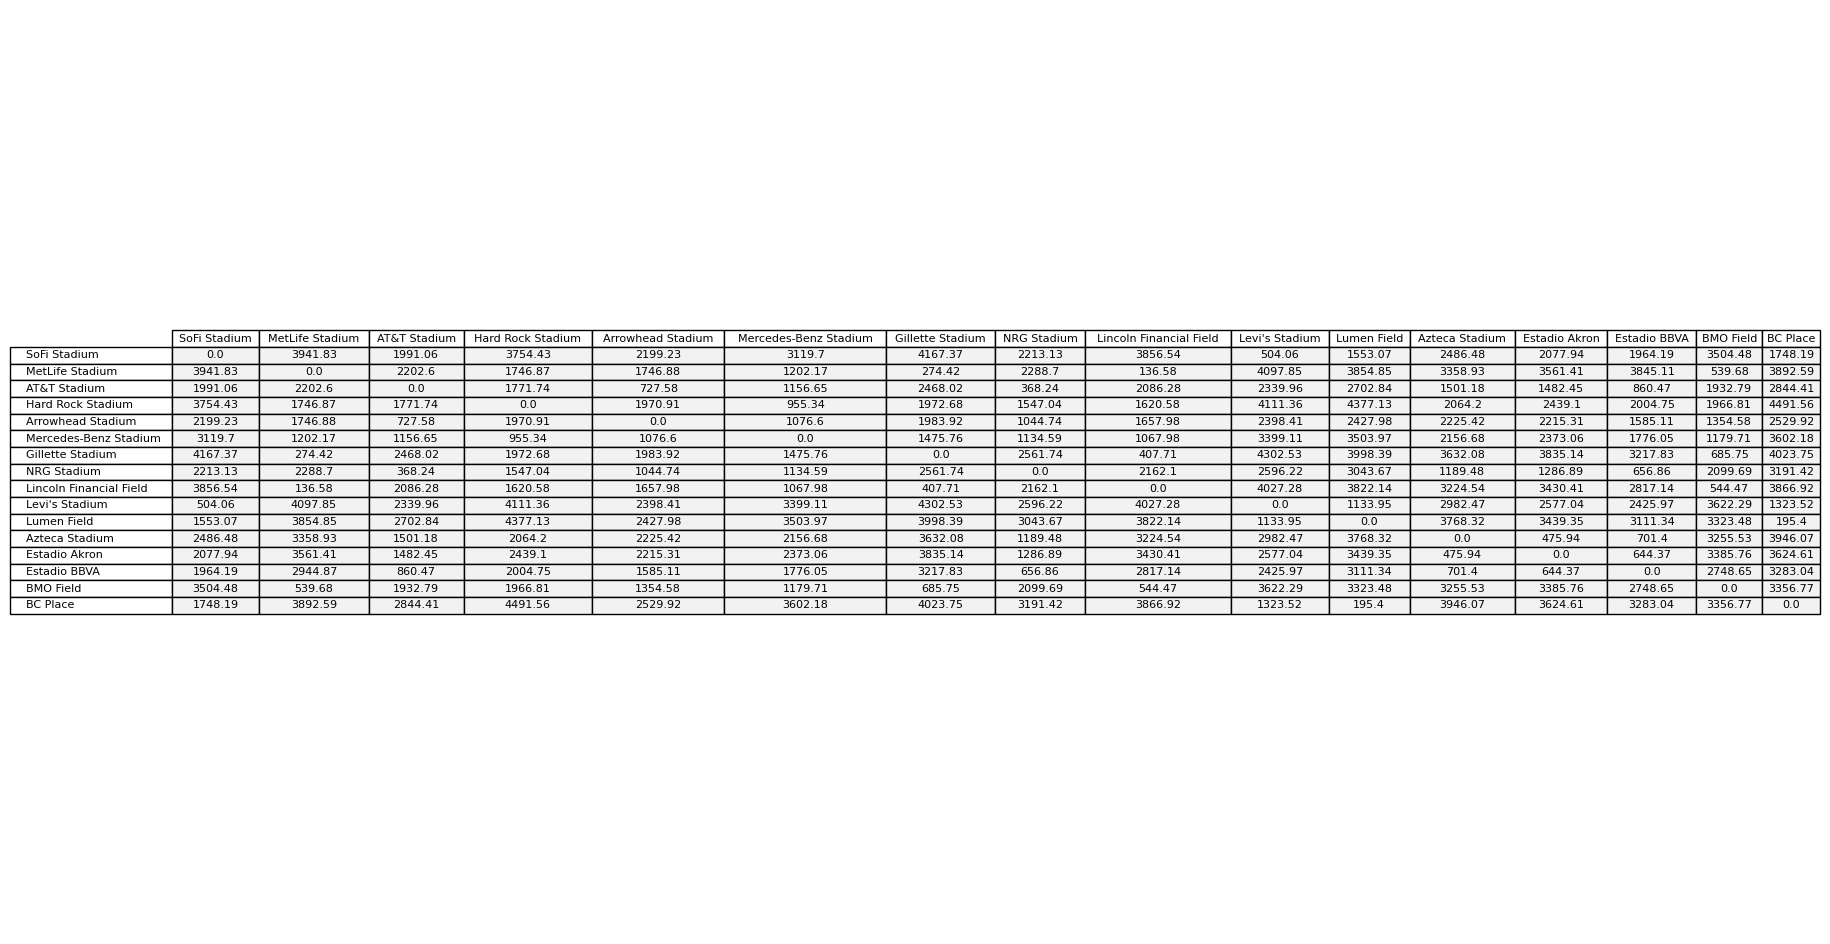 SoFi Stadium MetLife Stadium AT&T Stadium Hard Rock Stadium Arrowhead Stadium Mercedes-Benz Stadium Gillette Stadium NRG Stadium Lincoln Financial Field Levi's Stadium Lumen Field Azteca Stadium Estadio Akron Estadio BBVA BMO Field BC Place
SoFi Stadium 0.0 3941.83 1991.06 3754.43 2199.23 3119.7 4167.37 2213.13 3856.54 504.06 1553.07 2486.48 2077.94 1964.19 3504.48 1748.19
MetLife Stadium 3941.83 0.0 2202.6 1746.87 1746.88 1202.17 274.42 2288.7 136.58 4097.85 3854.85 3358.93 3561.41 3845.11 539.68 3892.59
AT&T Stadium 1991.06 2202.6 0.0 1771.74 727.58 1156.65 2468.02 368.24 2086.28 2339.96 2702.84 1501.18 1482.45 860.47 1932.79 2844.41
Hard Rock Stadium 3754.43 1746.87 1771.74 0.0 1970.91 955.34 1972.68 1547.04 1620.58 4111.36 4377.13 2064.2 2439.1 2004.75 1966.81 4491.56
Arrowhead Stadium 2199.23 1746.88 727.58 1970.91 0.0 1076.6 1983.92 1044.74 1657.98 2398.41 2427.98 2225.42 2215.31 1585.11 1354.58 2529.92
Mercedes-Benz Stadium 3119.7 1202.17 1156.65 955.34 1076.6 0.0 1475.76 1134.59 1067.98 3399.11 3503.97 2156.68 2373.06 1776.05 1179.71 3602.18
Gillette Stadium 4167.37 274.42 2468.02 1972.68 1983.92 1475.76 0.0 2561.74 407.71 4302.53 3998.39 3632.08 3835.14 3217.83 685.75 4023.75
NRG Stadium 2213.13 2288.7 368.24 1547.04 1044.74 1134.59 2561.74 0.0 2162.1 2596.22 3043.67 1189.48 1286.89 656.86 2099.69 3191.42
Lincoln Financial Field 3856.54 136.58 2086.28 1620.58 1657.98 1067.98 407.71 2162.1 0.0 4027.28 3822.14 3224.54 3430.41 2817.14 544.47 3866.92
Levi's Stadium 504.06 4097.85 2339.96 4111.36 2398.41 3399.11 4302.53 2596.22 4027.28 0.0 1133.95 2982.47 2577.04 2425.97 3622.29 1323.52
Lumen Field 1553.07 3854.85 2702.84 4377.13 2427.98 3503.97 3998.39 3043.67 3822.14 1133.95 0.0 3768.32 3439.35 3111.34 3323.48 195.4
Azteca Stadium 2486.48 3358.93 1501.18 2064.2 2225.42 2156.68 3632.08 1189.48 3224.54 2982.47 3768.32 0.0 475.94 701.4 3255.53 3946.07
Estadio Akron 2077.94 3561.41 1482.45 2439.1 2215.31 2373.06 3835.14 1286.89 3430.41 2577.04 3439.35 475.94 0.0 644.37 3385.76 3624.61
Estadio BBVA 1964.19 2944.87 860.47 2004.75 1585.11 1776.05 3217.83 656.86 2817.14 2425.97 3111.34 701.4 644.37 0.0 2748.65 3283.04
BMO Field 3504.48 539.68 1932.79 1966.81 1354.58 1179.71 685.75 2099.69 544.47 3622.29 3323.48 3255.53 3385.76 2748.65 0.0 3356.77
BC Place 1748.19 3892.59 2844.41 4491.56 2529.92 3602.18 4023.75 3191.42 3866.92 1323.52 195.4 3946.07 3624.61 3283.04 3356.77 0.0